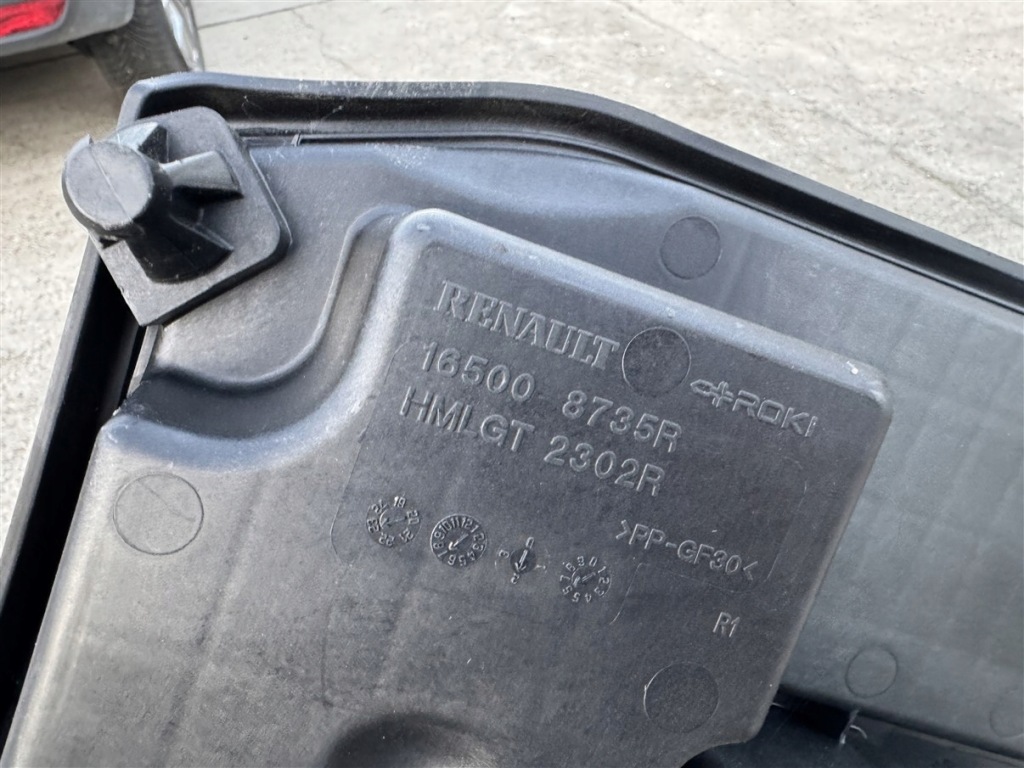 RENAULT
ROKI
16500 8735R
HMLGT 2302R
>PP-GF30<
R1